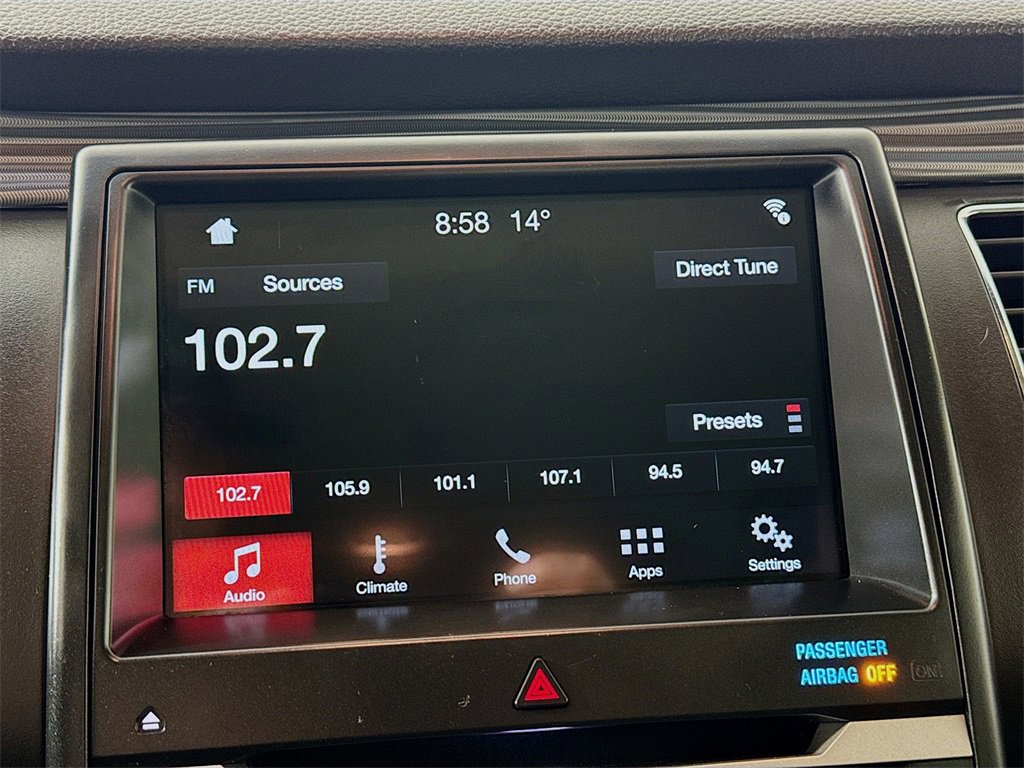 8:58 14°
FM Sources
Direct Tune
102.7
Presets
102.7 105.9 101.1 107.1 94.5 94.7
Audio Climate Phone Apps Settings
PASSENGER
AIRBAG OFF ON